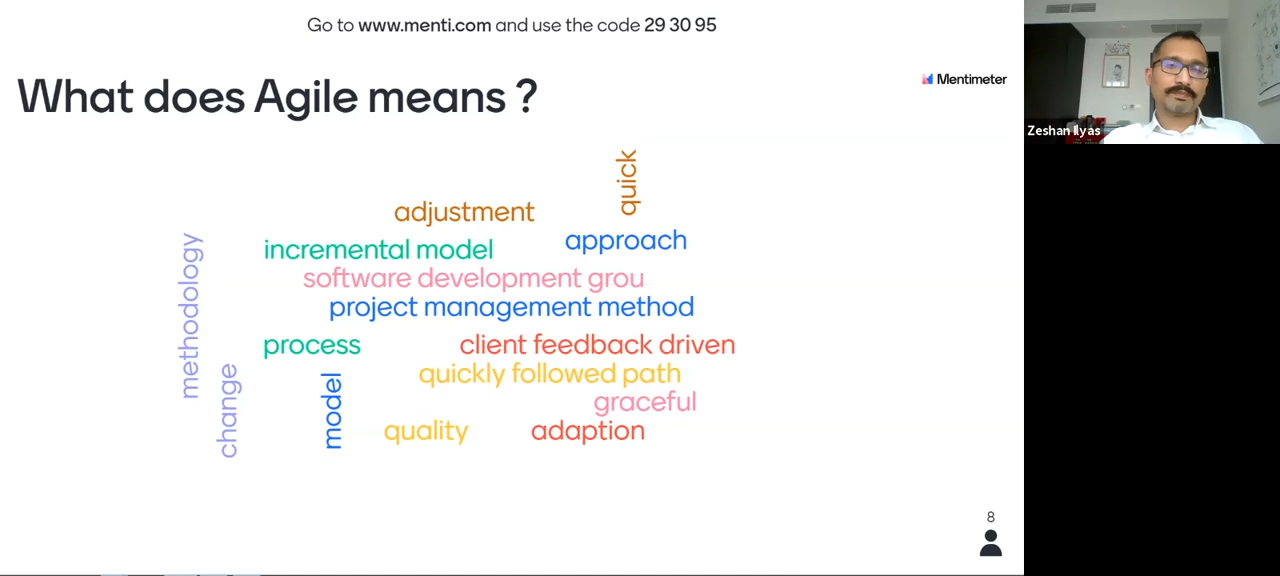 Go to www.menti.com and use the code 29 30 95
What does Agile means ?
Mentimeter
Zeshan Ilyas
quick
adjustment
approach
methodology
incremental model
software development grou
project management method
process
client feedback driven
change
model
quickly followed path
graceful
quality
adaption
8